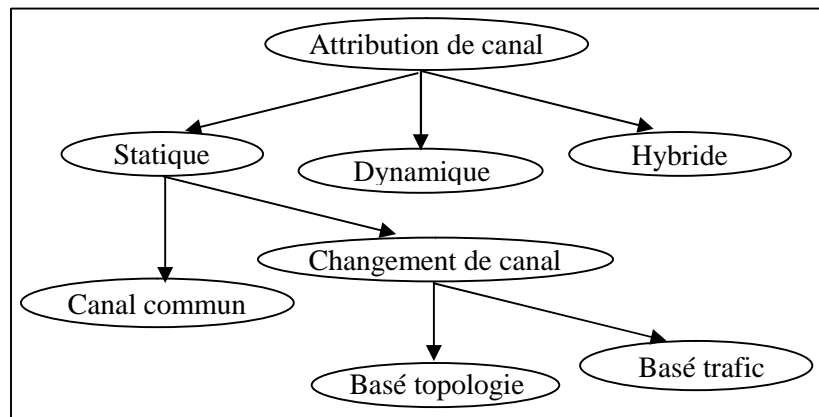 Attribution de canal
Statique
Dynamique
Hybride
Changement de canal
Canal commun
Basé topologie
Basé trafic